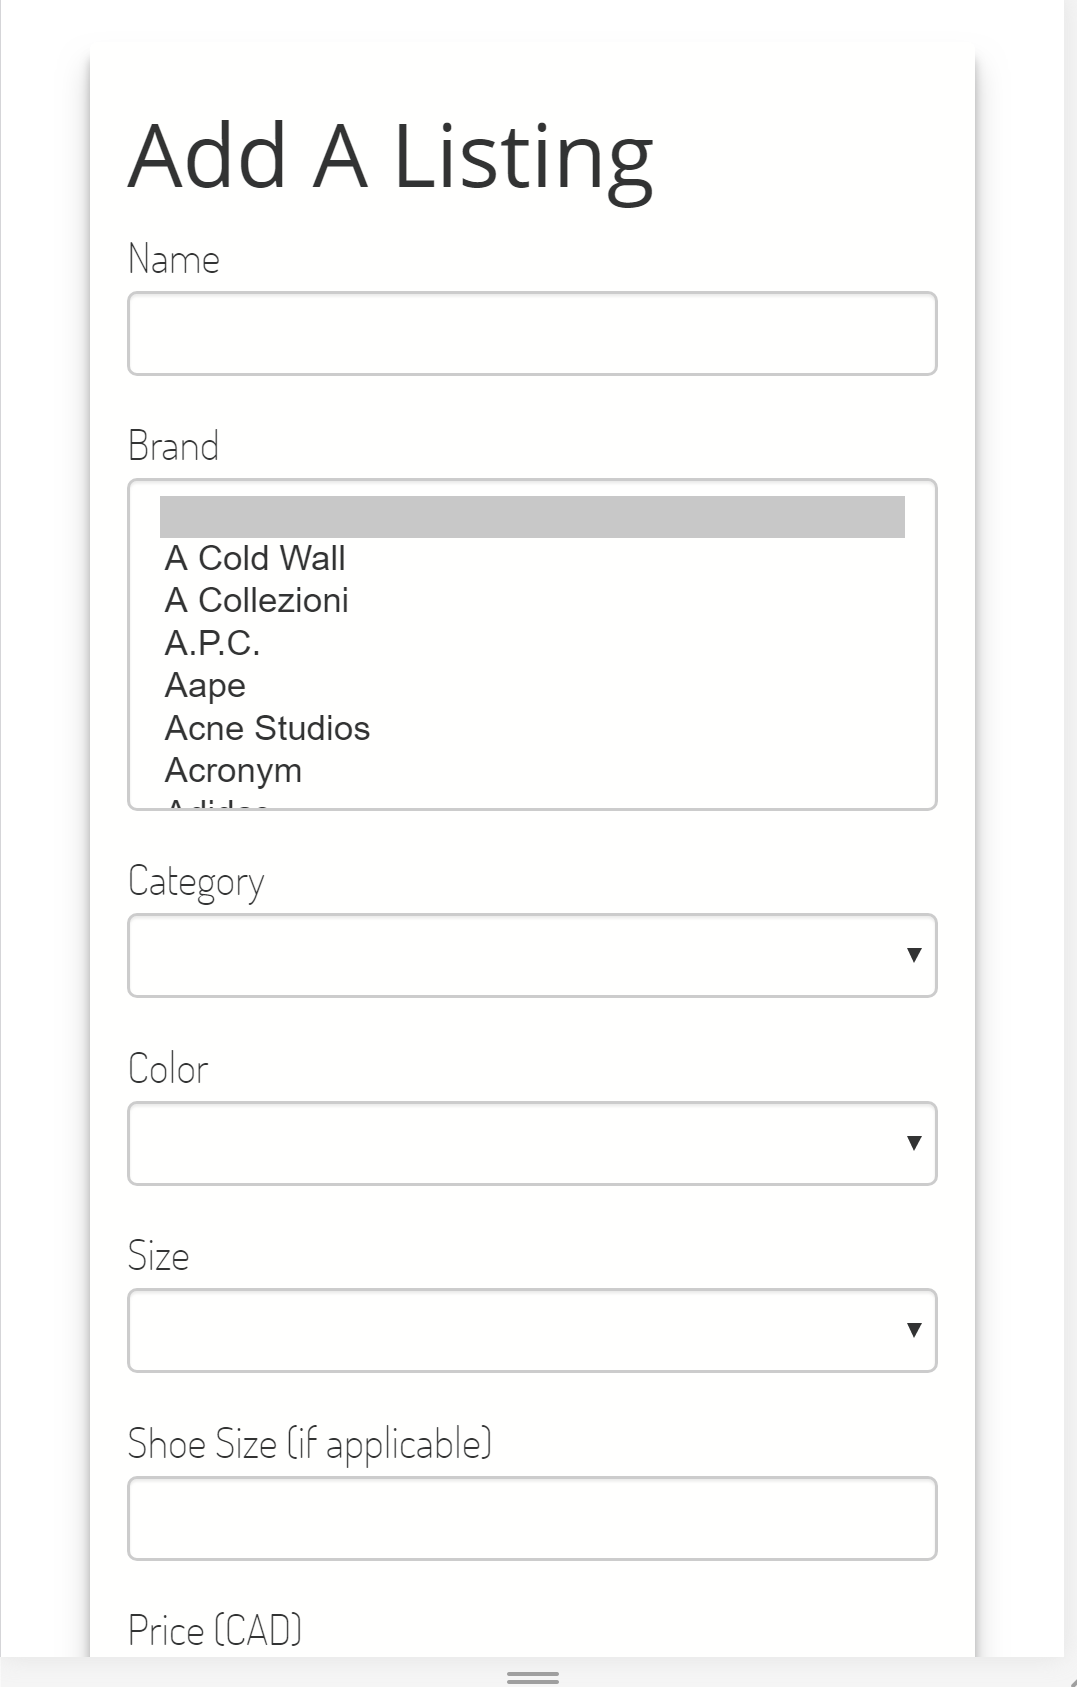 Add A Listing
Name
Brand
A Cold Wall
A Collezioni
A.P.C.
Aape
Acne Studios
Acronym
Adidas
Category
Color
Size
Shoe Size (if applicable)
Price (CAD)